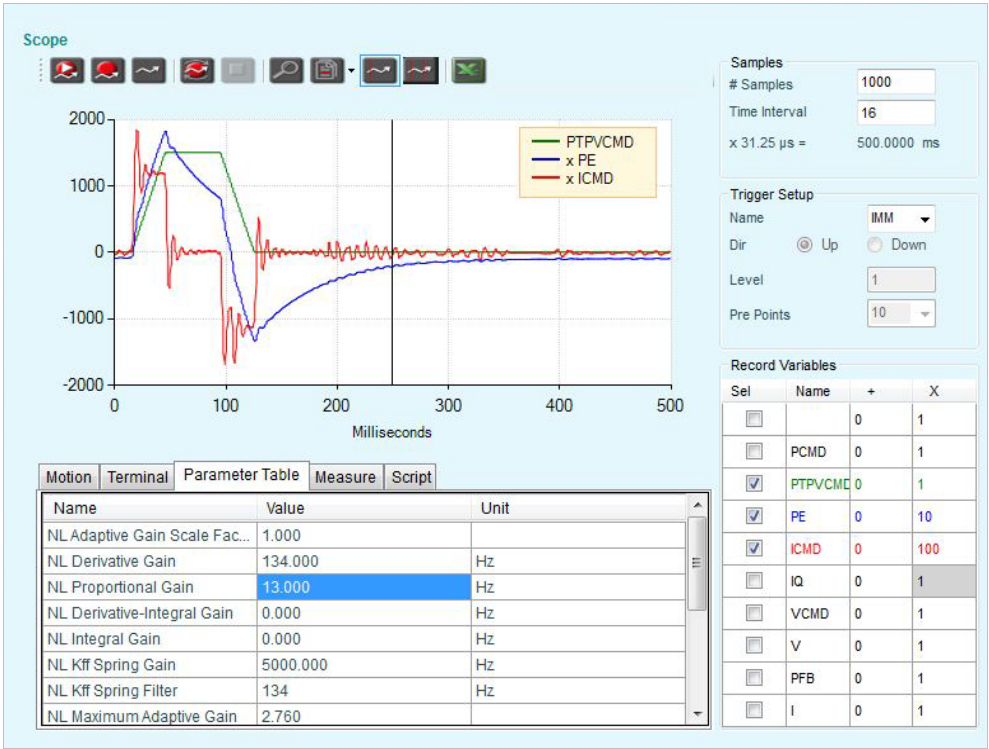 Scope
2000
1000
0
-1000
-2000
PTPVCMD
x PE
x ICMD
0 100 200 300 400 500
Milliseconds
Motion Terminal Parameter Table Measure Script
Name Value Unit
NL Adaptive Gain Scale Fac... 1.000
NL Derivative Gain 134.000 Hz
NL Proportional Gain 13.000 Hz
NL Derivative-Integral Gain 0.000 Hz
NL Integral Gain 0.000 Hz
NL Kff Spring Gain 5000.000 Hz
NL Kff Spring Filter 134 Hz
NL Maximum Adaptive Gain 2.760
Samples
# Samples 1000
Time Interval 16
x 31.25 µs = 500.0000 ms
Trigger Setup
Name IMM
Dir Up Down
Level 1
Pre Points 10
Record Variables
Sel Name + X
0 1
PCMD 0 1
PTPVCMD 0 1
PE 0 10
ICMD 0 100
IQ 0 1
VCMD 0 1
V 0 1
PFB 0 1
I 0 1